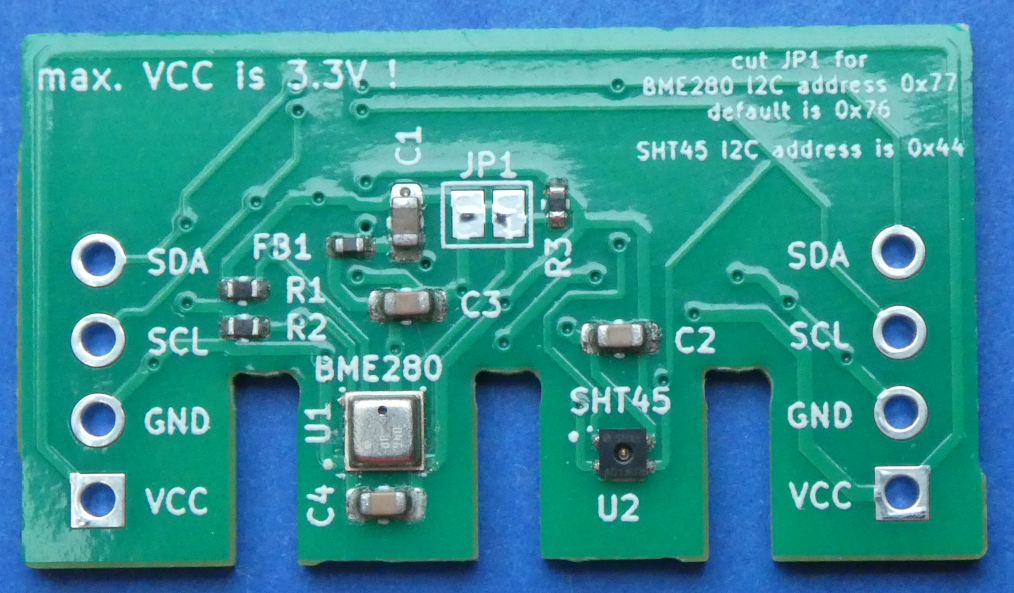 max. VCC is 3.3V !
cut JP1 for
BME280 I2C address 0x77
default is 0x76
SHT45 I2C address is 0x44
C1
JP1
R3
FB1
SDA
SDA
R1
C3
R2
SCL
C2
SCL
BME280
SHT45
U1
GND
GND
C4
VCC
U2
VCC